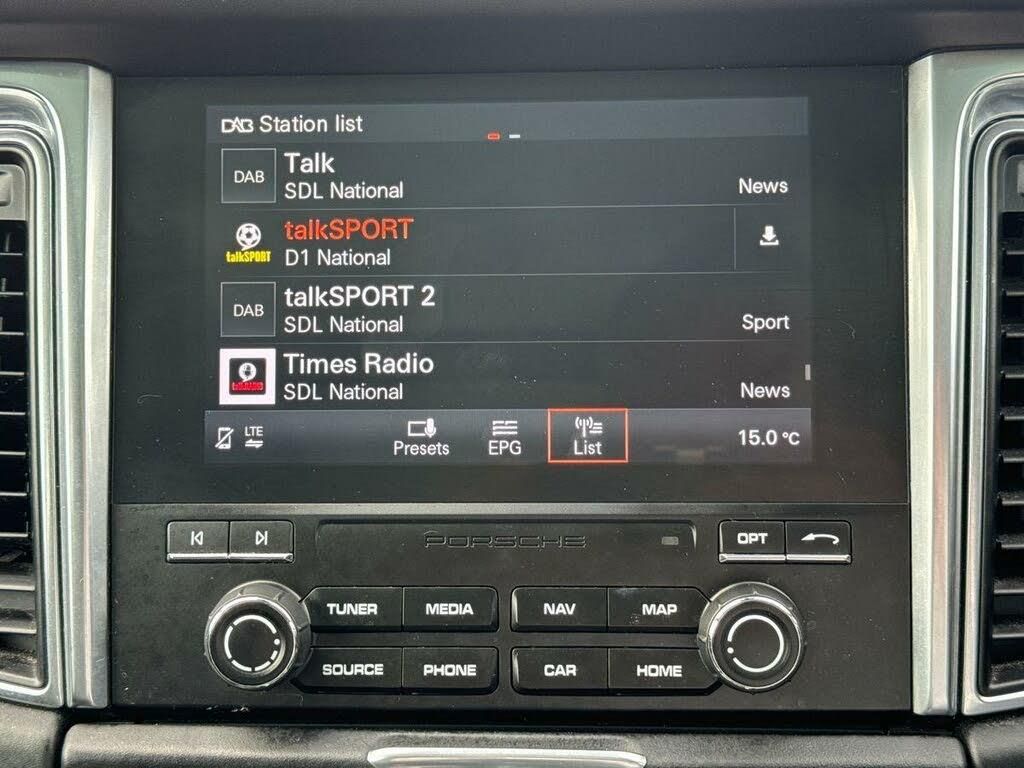 DAB Station list
DAB
Talk
SDL National
News
talkSPORT
talkSPORT
D1 National
DAB
talkSPORT 2
SDL National
Sport
talkRADIO
Times Radio
SDL National
News
LTE
Presets
EPG
List
15.0 °C
PORSCHE
OPT
TUNER
MEDIA
NAV
MAP
SOURCE
PHONE
CAR
HOME